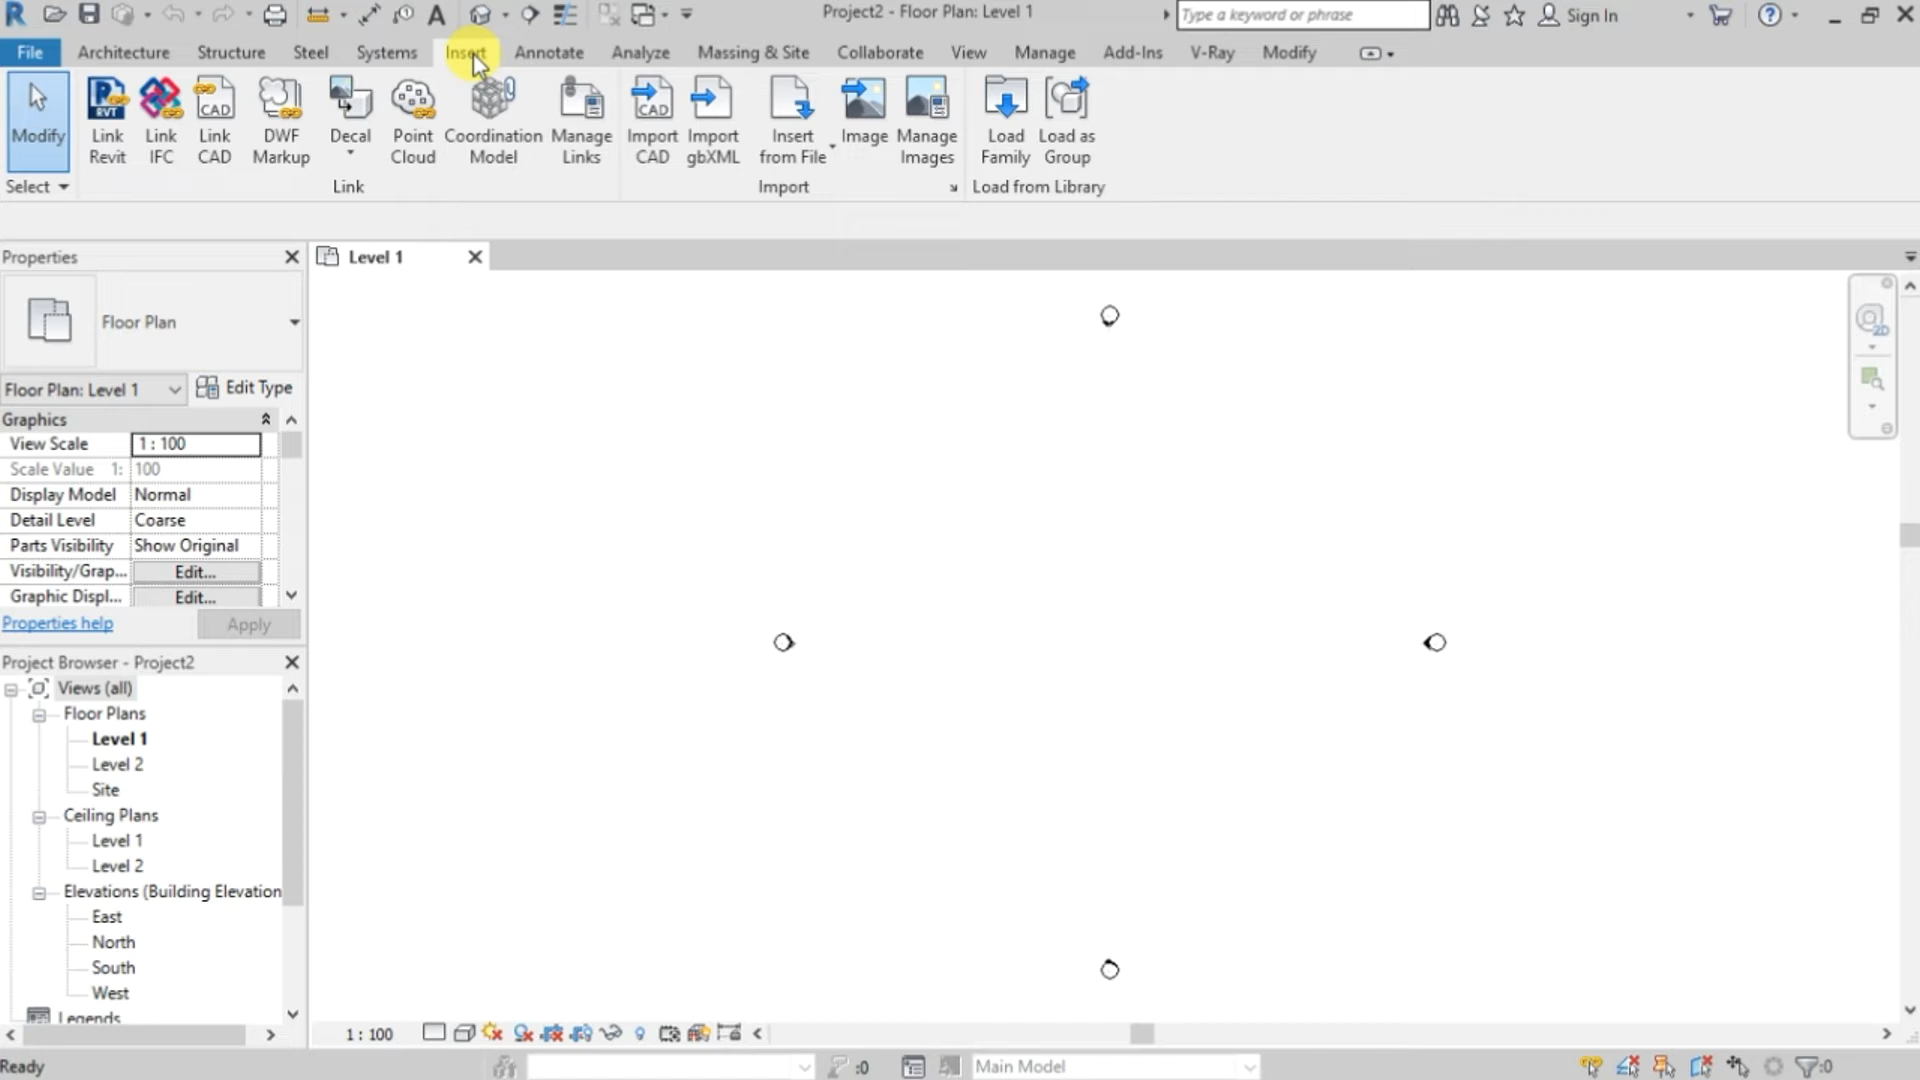 Project2 - Floor Plan: Level 1
Type a keyword or phrase
Sign In
File Architecture Structure Steel Systems Insert Annotate Analyze Massing & Site Collaborate View Manage Add-Ins V-Ray Modify
Modify
Link Revit
Link IFC
Link CAD
DWF Markup
Decal
Point Cloud
Coordination Model
Manage Links
Import CAD
Import gbXML
Insert from File
Image
Manage Images
Load Family
Load as Group
Select
Link
Import
Load from Library
Properties
Level 1
Floor Plan
Floor Plan: Level 1
Edit Type
Graphics
View Scale 1 : 100
Scale Value 1: 100
Display Model Normal
Detail Level Coarse
Parts Visibility Show Original
Visibility/Grap... Edit...
Graphic Displ... Edit...
Properties help
Apply
Project Browser - Project2
Views (all)
Floor Plans
Level 1
Level 2
Site
Ceiling Plans
Level 1
Level 2
Elevations (Building Elevation
East
North
South
West
Legends
1 : 100
Ready
:0
Main Model
:0